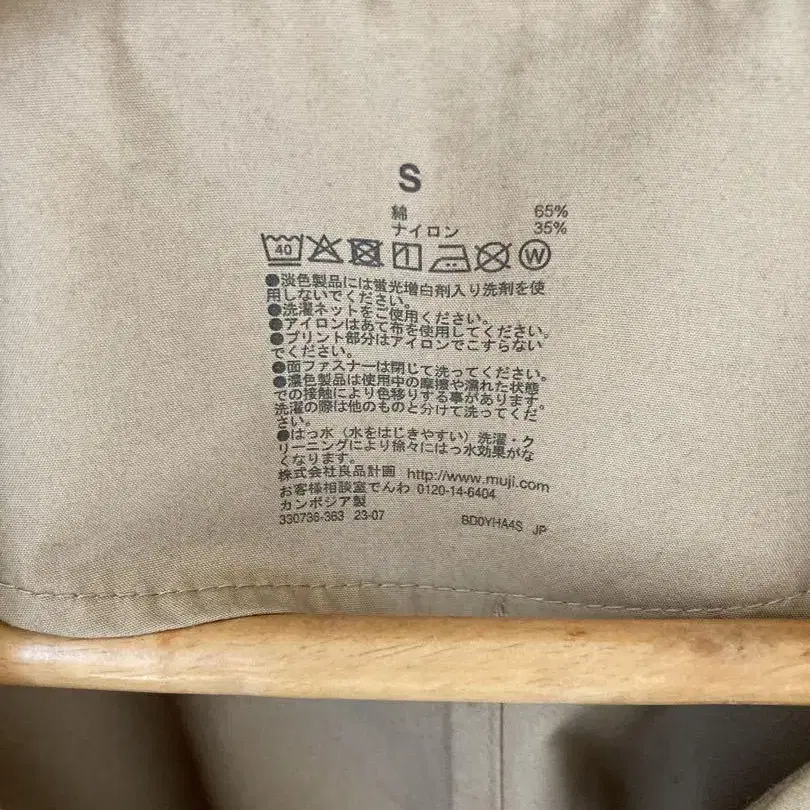 S
綿 65%
ナイロン 35%
40 W
●淡色製品には蛍光増白剤入り洗剤を使
用しないでください。
●洗濯ネットをご使用ください。
●アイロンはあて布を使用してください。
●プリント部分はアイロンでこすらない
でください。
●面ファスナーは閉じて洗ってください。
●濃色製品は使用中の摩擦や濡れた状態
での接触により色移りする事があります。
洗濯の際は他のものと分けて洗ってくだ
さい。
●はっ水（水をはじきやすい）洗濯・ク
リーニングにより徐々にはっ水効果がな
くなります。
株式会社良品計画 http://www.muji.com
お客様相談室でんわ 0120-14-6404
カンボジア製
330736-363 23-07 BD0YHA4S JP